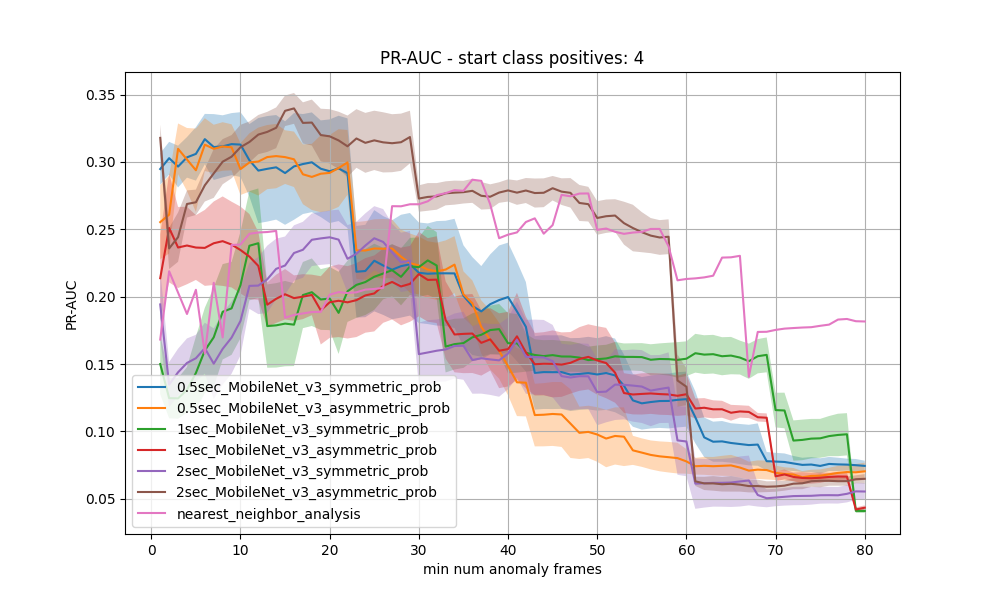 PR-AUC - start class positives: 4
PR-AUC
0.35
0.30
0.25
0.20
0.15
0.10
0.05
0.5sec_MobileNet_v3_symmetric_prob
0.5sec_MobileNet_v3_asymmetric_prob
1sec_MobileNet_v3_symmetric_prob
1sec_MobileNet_v3_asymmetric_prob
2sec_MobileNet_v3_symmetric_prob
2sec_MobileNet_v3_asymmetric_prob
nearest_neighbor_analysis
0 10 20 30 40 50 60 70 80
min num anomaly frames